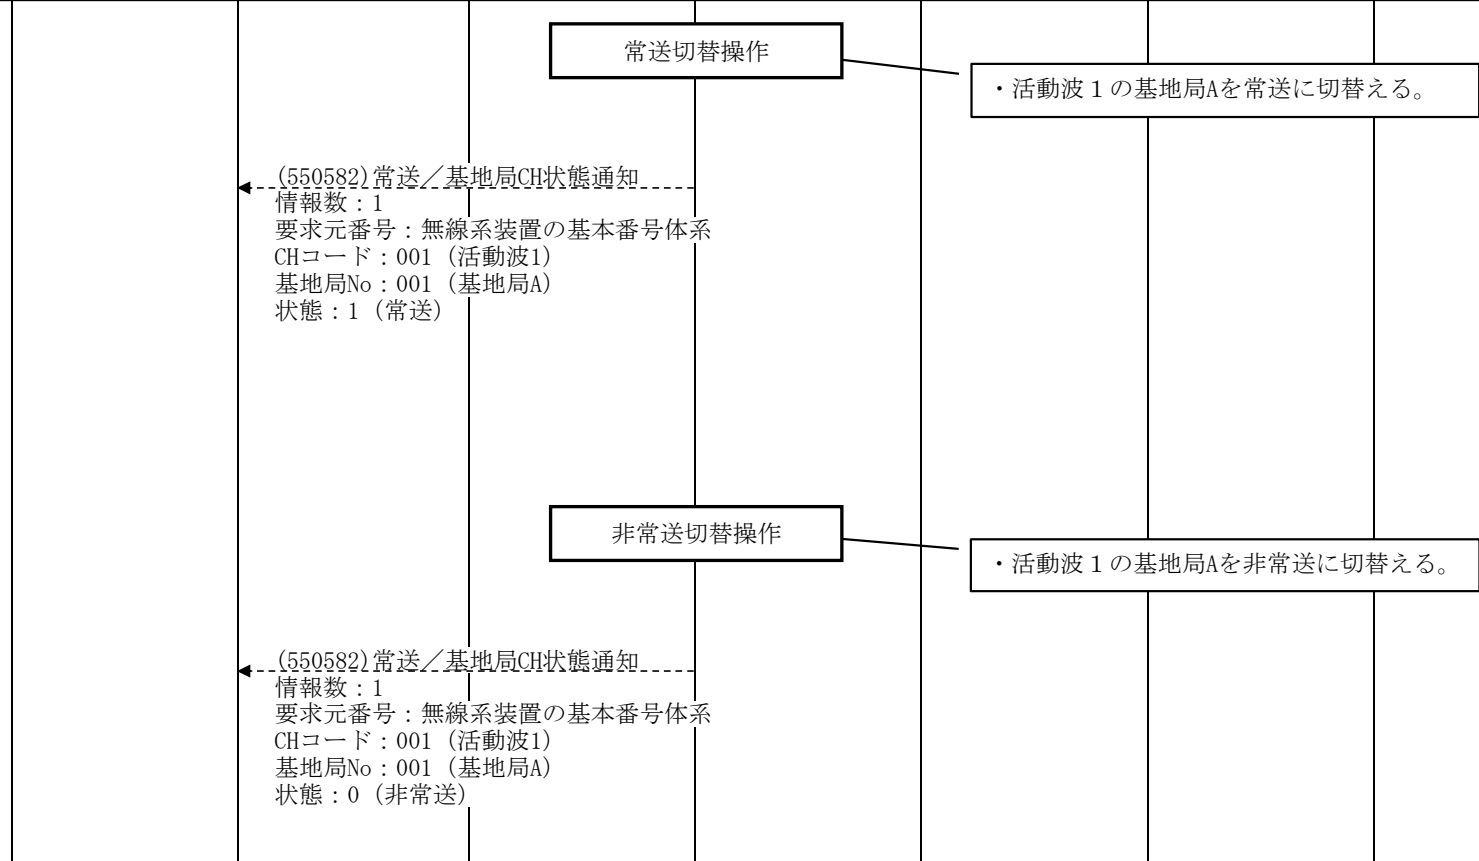 常送切替操作
・活動波１の基地局Aを常送に切替える。
(550582)常送／基地局CH状態通知
情報数：1
要求元番号：無線系装置の基本番号体系
CHコード：001（活動波1）
基地局No：001（基地局A）
状態：1（常送）
非常送切替操作
・活動波１の基地局Aを非常送に切替える。
(550582)常送／基地局CH状態通知
情報数：1
要求元番号：無線系装置の基本番号体系
CHコード：001（活動波1）
基地局No：001（基地局A）
状態：0（非常送）